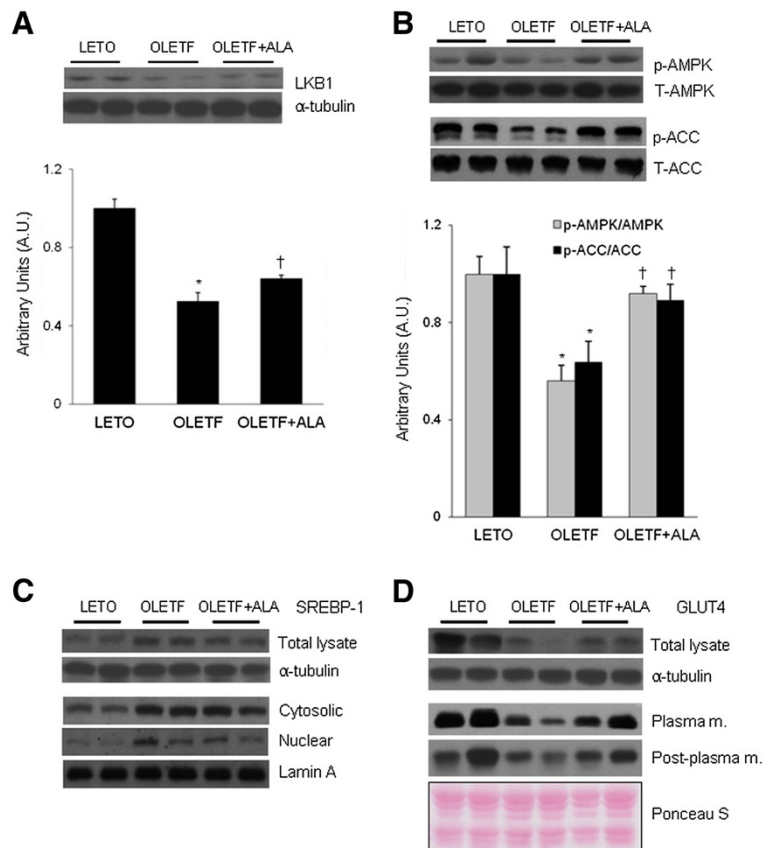 A
LETO OLETF OLETF+ALA
LKB1
α-tubulin
Arbitrary Units (A.U.)
1.2
0.8
0.4
0
*
†
LETO OLETF OLETF+ALA
B
LETO OLETF OLETF+ALA
p-AMPK
T-AMPK
p-ACC
T-ACC
Arbitrary Units (A.U.)
1.2
0.8
0.4
0
p-AMPK/AMPK
p-ACC/ACC
* *
† †
LETO OLETF OLETF+ALA
C
LETO OLETF OLETF+ALA SREBP-1
Total lysate
α-tubulin
Cytosolic
Nuclear
Lamin A
D
LETO OLETF OLETF+ALA GLUT4
Total lysate
α-tubulin
Plasma m.
Post-plasma m.
Ponceau S